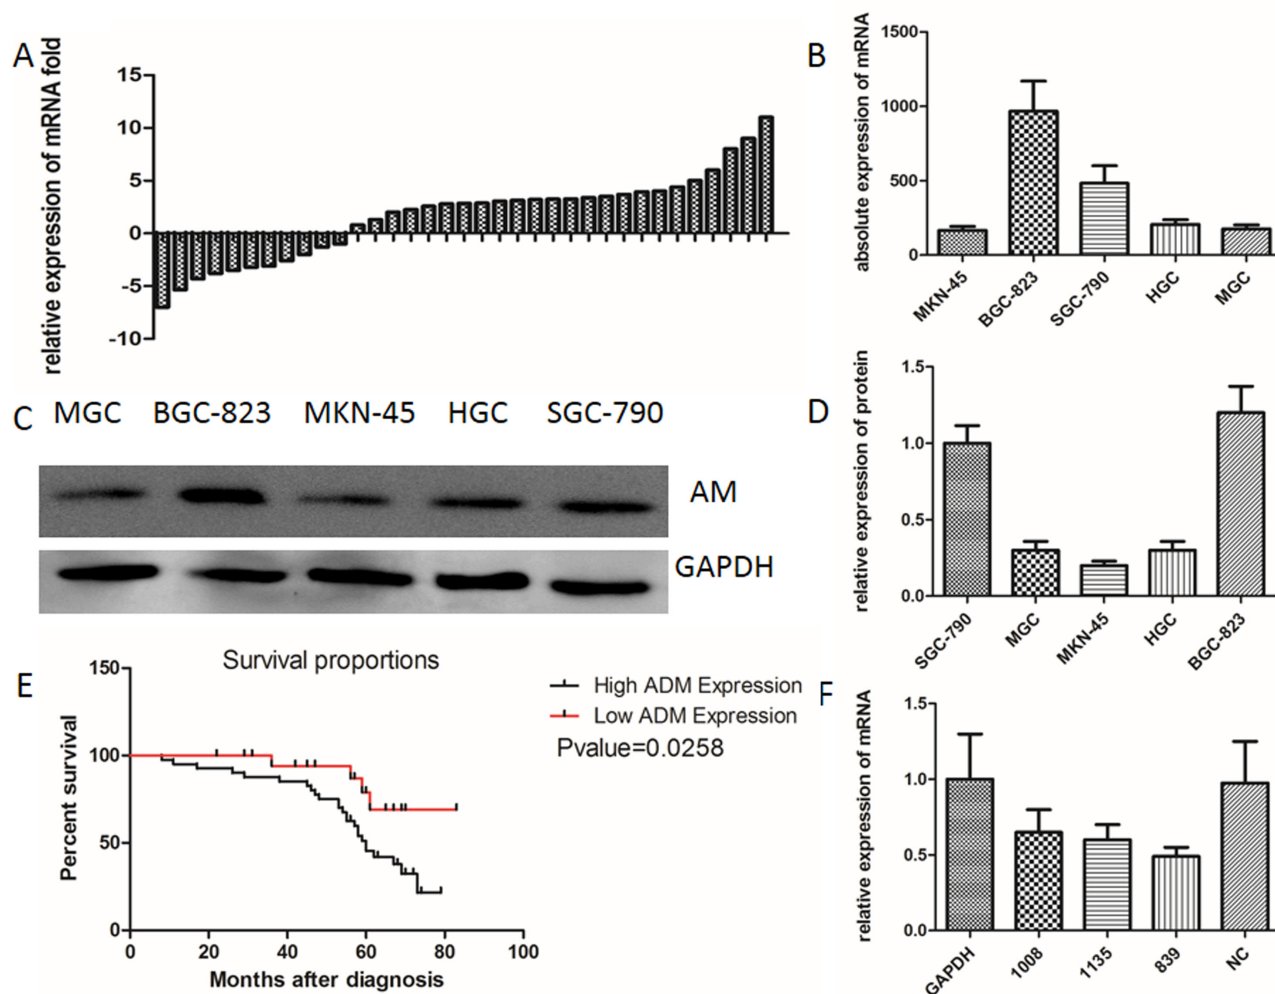 A
relative expression of mRNA fold
15
10
5
0
-5
-10
B
absolute expression of mRNA
1500
1000
500
0
MKN-45
BGC-823
SGC-790
HGC
MGC
C
MGC BGC-823 MKN-45 HGC SGC-790
AM
GAPDH
D
relative expression of protein
1.5
1.0
0.5
0.0
SGC-790
MGC
MKN-45
HGC
BGC-823
E
Survival proportions
Percent survival
150
100
50
0
0 20 40 60 80 100
Months after diagnosis
High ADM Expression
Low ADM Expression
Pvalue=0.0258
F
relative expression of mRNA
1.5
1.0
0.5
0.0
GAPDH
1008
1135
839
NC